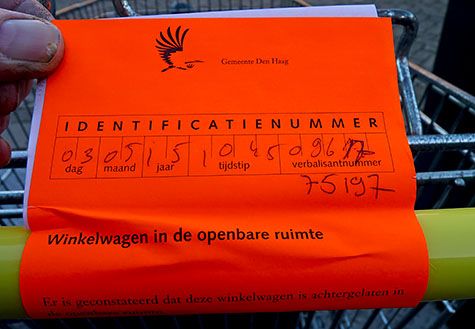 Gemeente Den Haag
IDENTIFICATIENUMMER
03 05 15 1045
dag maand jaar tijdstip verbalisantnummer
75197
Winkelwagen in de openbare ruimte
Er is geconstateerd dat deze winkelwagen is achtergelaten in